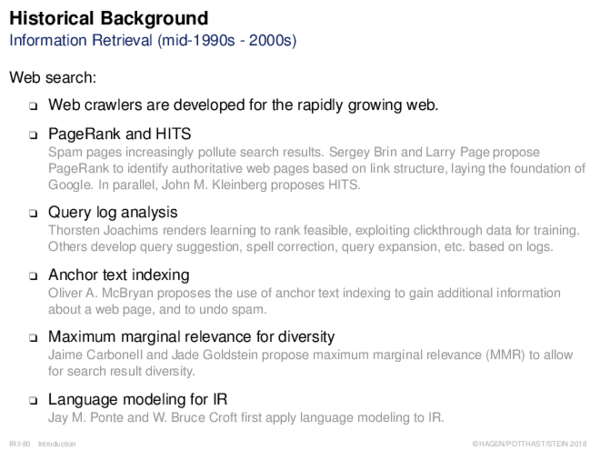 Historical Background
Information Retrieval (mid-1990s - 2000s)
Web search:
❑ Web crawlers are developed for the rapidly growing web.
❑ PageRank and HITS
Spam pages increasingly pollute search results. Sergey Brin and Larry Page propose
PageRank to identify authoritative web pages based on link structure, laying the foundation of
Google. In parallel, John M. Kleinberg proposes HITS.
❑ Query log analysis
Thorsten Joachims renders learning to rank feasible, exploiting clickthrough data for training.
Others develop query suggestion, spell correction, query expansion, etc. based on logs.
❑ Anchor text indexing
Oliver A. McBryan proposes the use of anchor text indexing to gain additional information
about a web page, and to undo spam.
❑ Maximum marginal relevance for diversity
Jaime Carbonell and Jade Goldstein propose maximum marginal relevance (MMR) to allow
for search result diversity.
❑ Language modeling for IR
Jay M. Ponte and W. Bruce Croft first apply language modeling to IR.
IR:I-80 Introduction ©HAGEN/POTTHAST/STEIN 2018